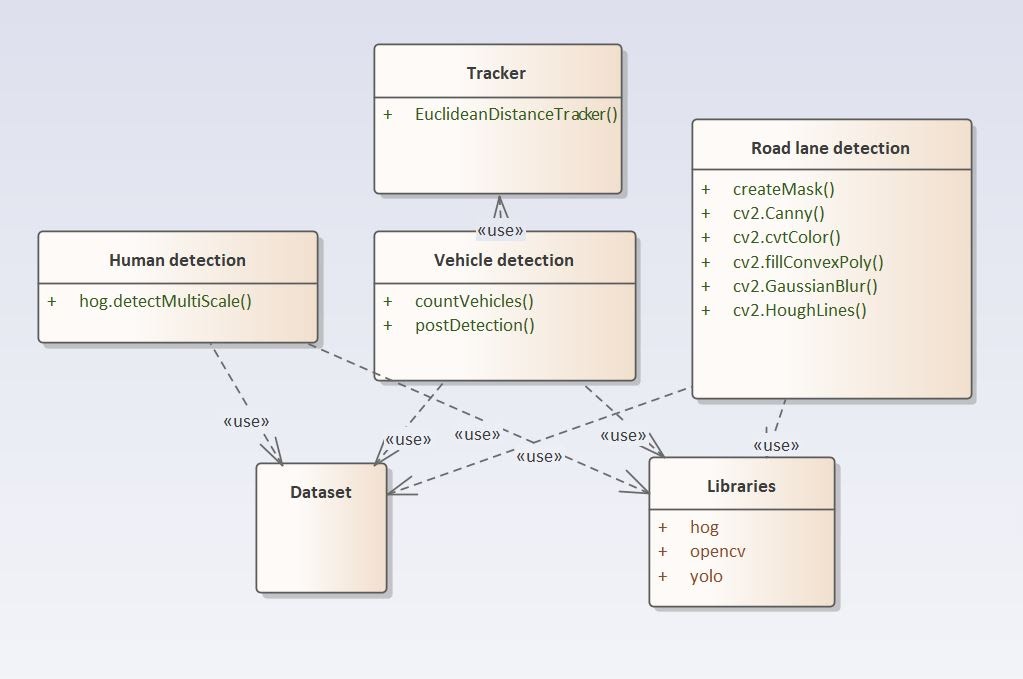 Tracker
+ EuclideanDistanceTracker()
Road lane detection
+ createMask()
+ cv2.Canny()
+ cv2.cvtColor()
+ cv2.fillConvexPoly()
+ cv2.GaussianBlur()
+ cv2.HoughLines()
«use»
Human detection
+ hog.detectMultiScale()
Vehicle detection
+ countVehicles()
+ postDetection()
«use»
«use»
«use»
«use»
«use»
«use»
Dataset
Libraries
+ hog
+ opencv
+ yolo